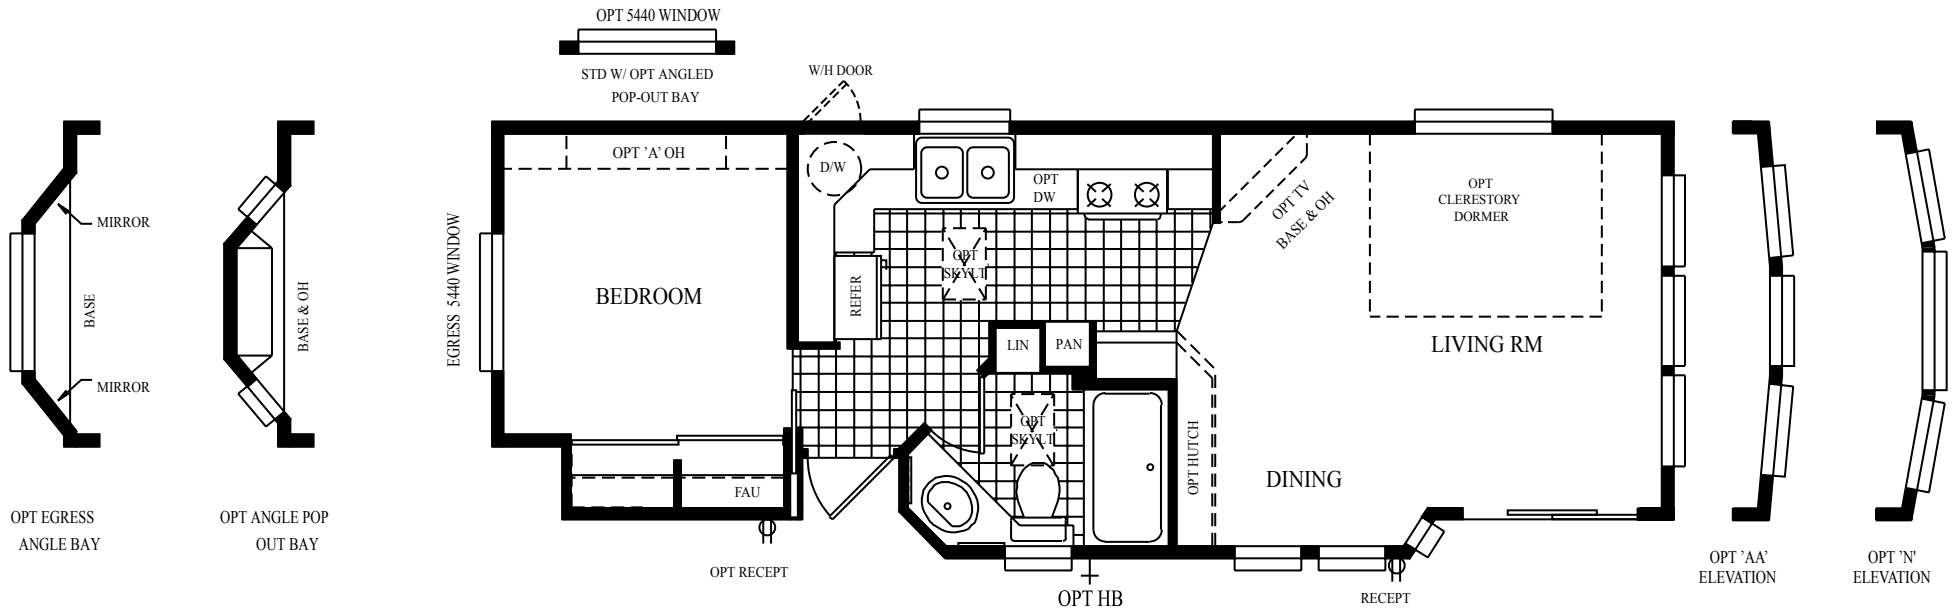 OPT 5440 WINDOW
STD W/ OPT ANGLED
POP-OUT BAY
W/H DOOR
MIRROR
BASE
MIRROR
OPT EGRESS
ANGLE BAY
BASE & OH
OPT ANGLE POP
OUT BAY
EGRESS 5440 WINDOW
OPT 'A' OH
BEDROOM
FAU
OPT RECEPT
D/W
REFER
OPT
SKYLT
OPT
DW
LIN
PAN
OPT
SKYLT
OPT HB
OPT TV
BASE & OH
OPT HUTCH
DINING
OPT
CLERESTORY
DORMER
LIVING RM
RECEPT
OPT 'AA'
ELEVATION
OPT 'N'
ELEVATION